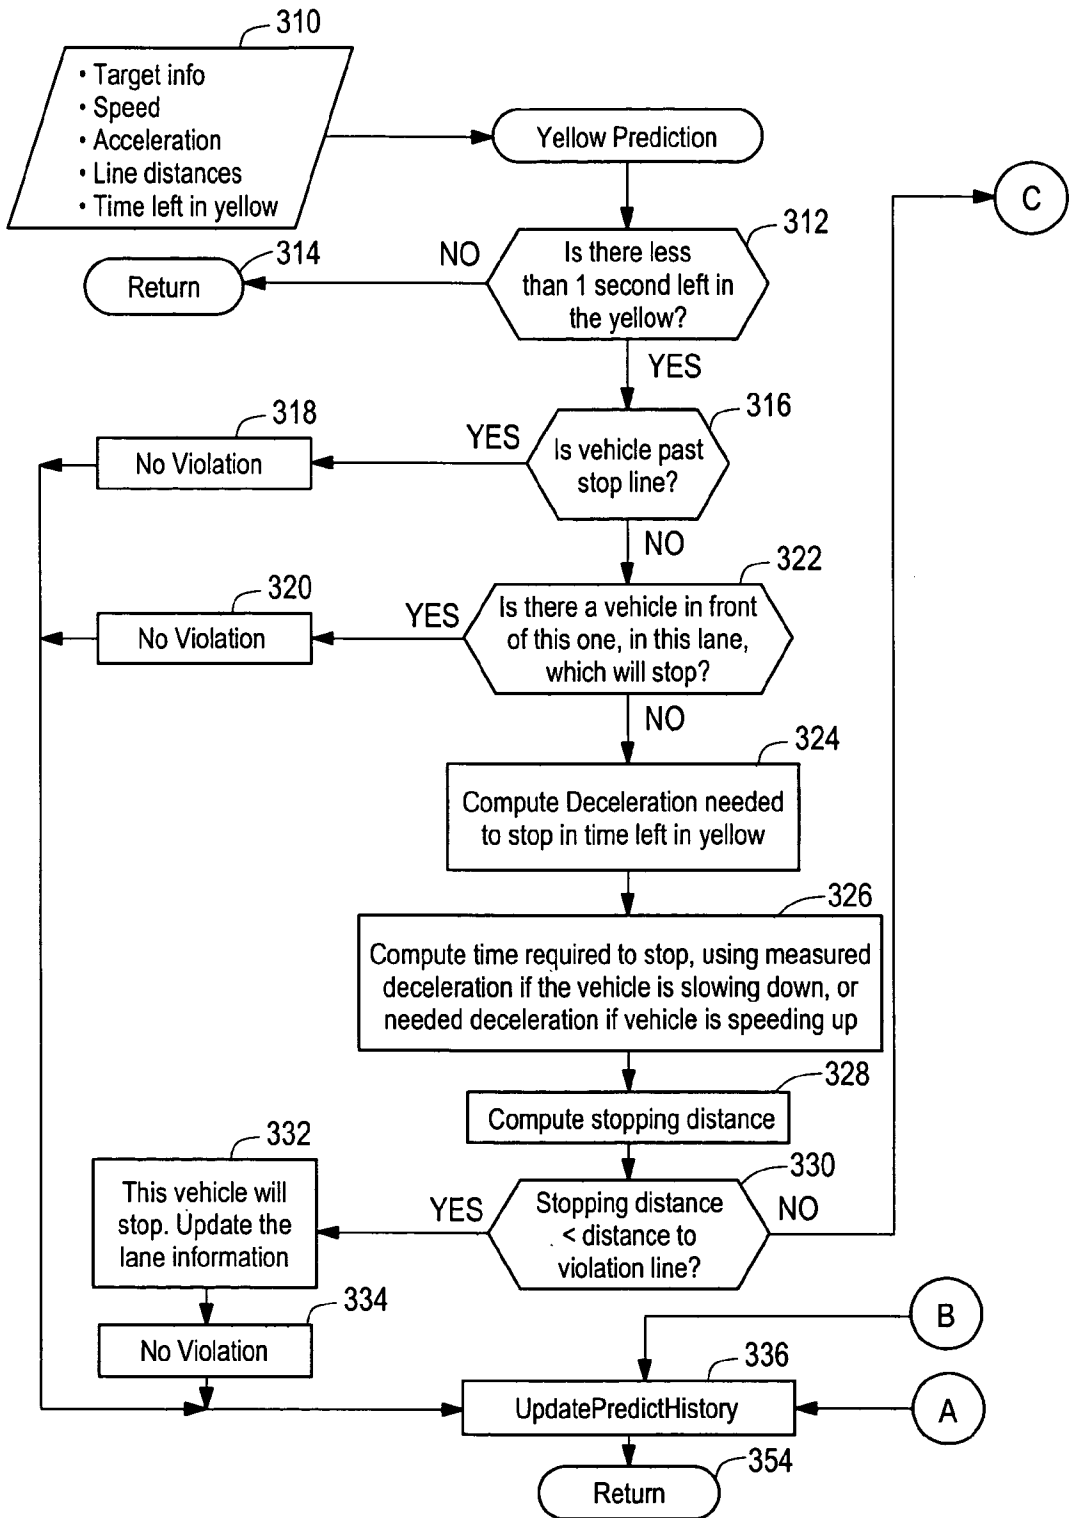 310
• Target info
• Speed
• Acceleration
• Line distances
• Time left in yellow
Yellow Prediction
C
312
Is there less
than 1 second left in
the yellow?
NO
314
Return
YES
316
Is vehicle past
stop line?
YES
318
No Violation
NO
322
Is there a vehicle in front
of this one, in this lane,
which will stop?
YES
320
No Violation
NO
324
Compute Deceleration needed
to stop in time left in yellow
326
Compute time required to stop, using measured
deceleration if the vehicle is slowing down, or
needed deceleration if vehicle is speeding up
328
Compute stopping distance
330
Stopping distance
< distance to
violation line?
NO
YES
332
This vehicle will
stop. Update the
lane information
334
No Violation
B
336
UpdatePredictHistory
A
354
Return